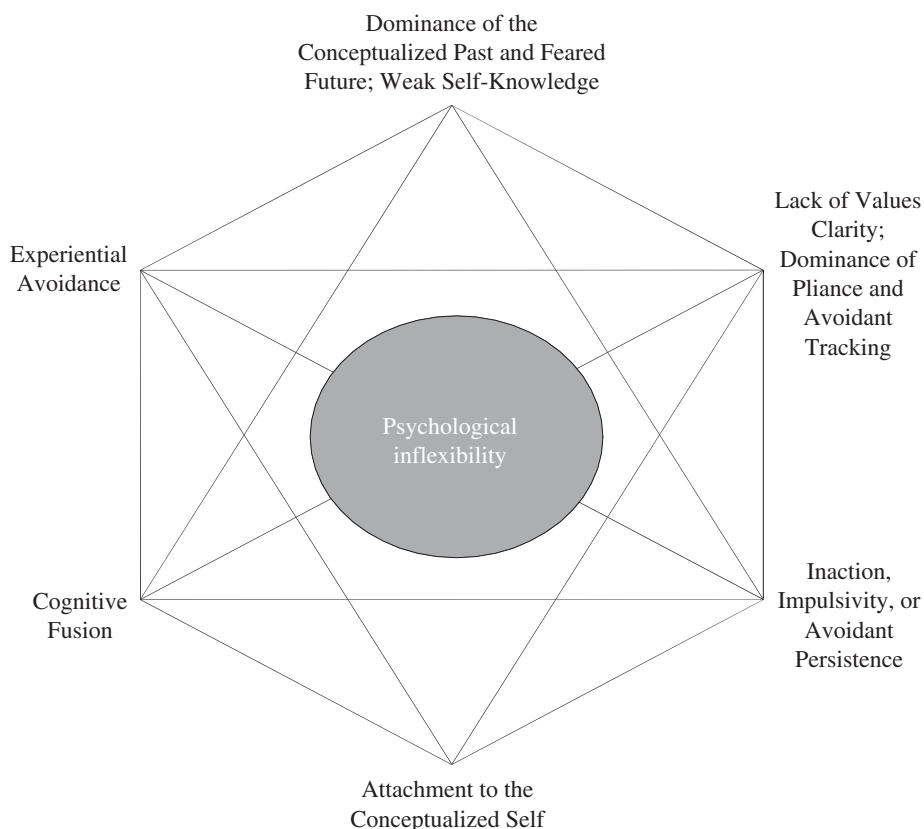 Dominance of the
Conceptualized Past and Feared
Future; Weak Self-Knowledge
Experiential
Avoidance
Lack of Values
Clarity;
Dominance of
Pliance and
Avoidant
Tracking
Psychological
inflexibility
Cognitive
Fusion
Inaction,
Impulsivity, or
Avoidant
Persistence
Attachment to the
Conceptualized Self